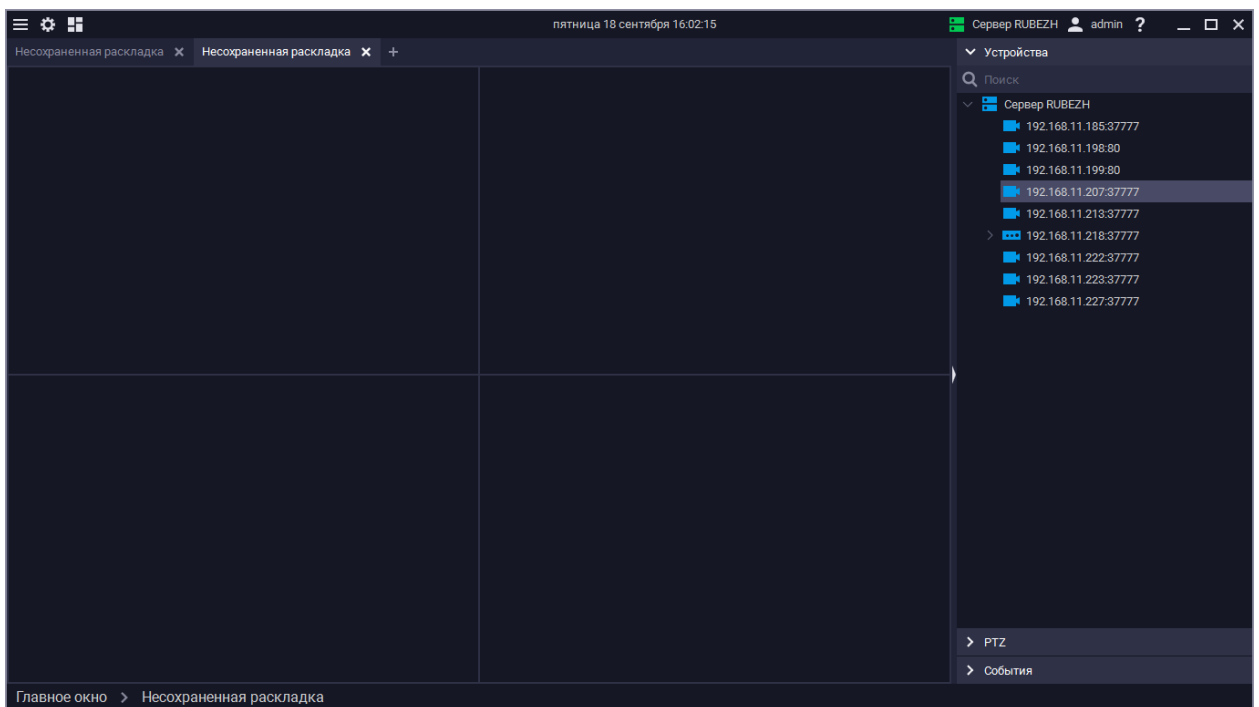 пятница 18 сентября 16:02:15
Сервер RUBEZH admin ?
Несохраненная раскладка
Несохраненная раскладка
Устройства
Поиск
Сервер RUBEZH
192.168.11.185:37777
192.168.11.198:80
192.168.11.199:80
192.168.11.207:37777
192.168.11.213:37777
192.168.11.218:37777
192.168.11.222:37777
192.168.11.223:37777
192.168.11.227:37777
PTZ
События
Главное окно > Несохраненная раскладка